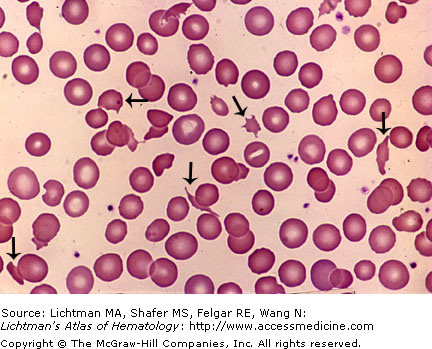 Source: Lichtman MA, Shafer MS, Felgar RE, Wang N:
Lichtman's Atlas of Hematology: http://www.accessmedicine.com
Copyright © The McGraw-Hill Companies, Inc. All rights reserved.